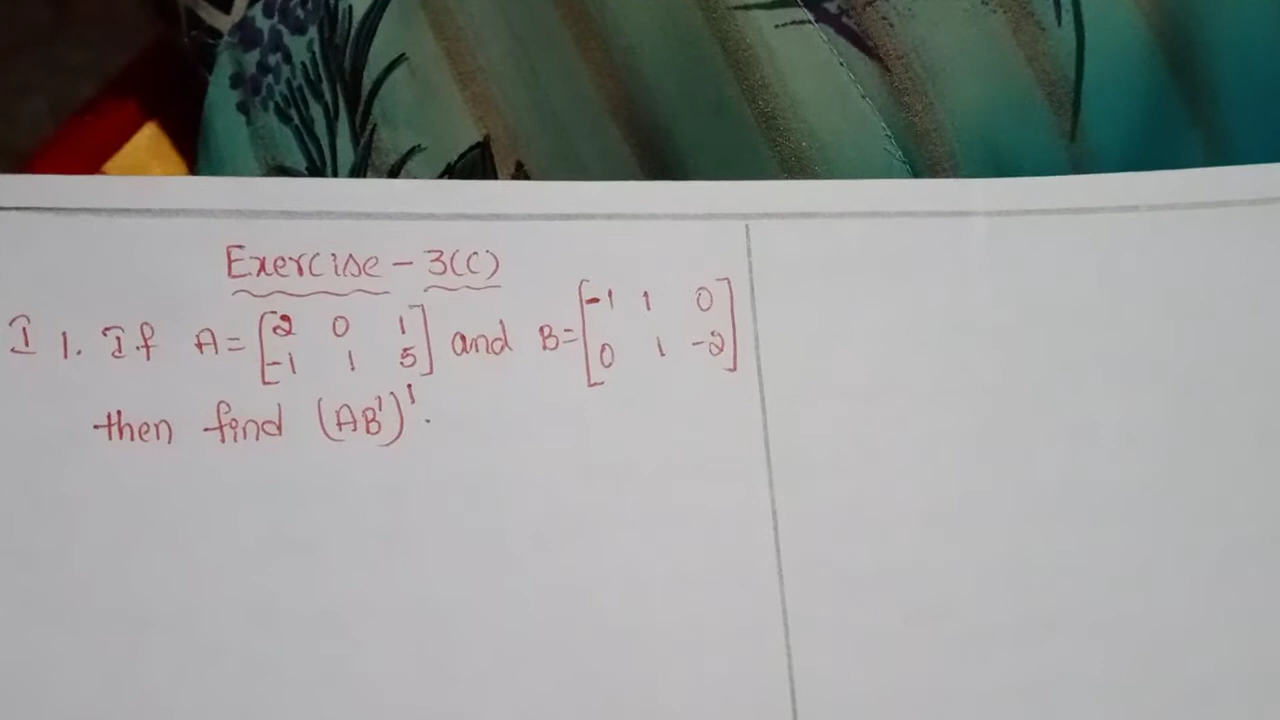 Exercise - 3(C)
I 1. If A = [2 0 1 and B = [-1 1 0
-1 1 5] 0 1 -2]
then find (AB')'.